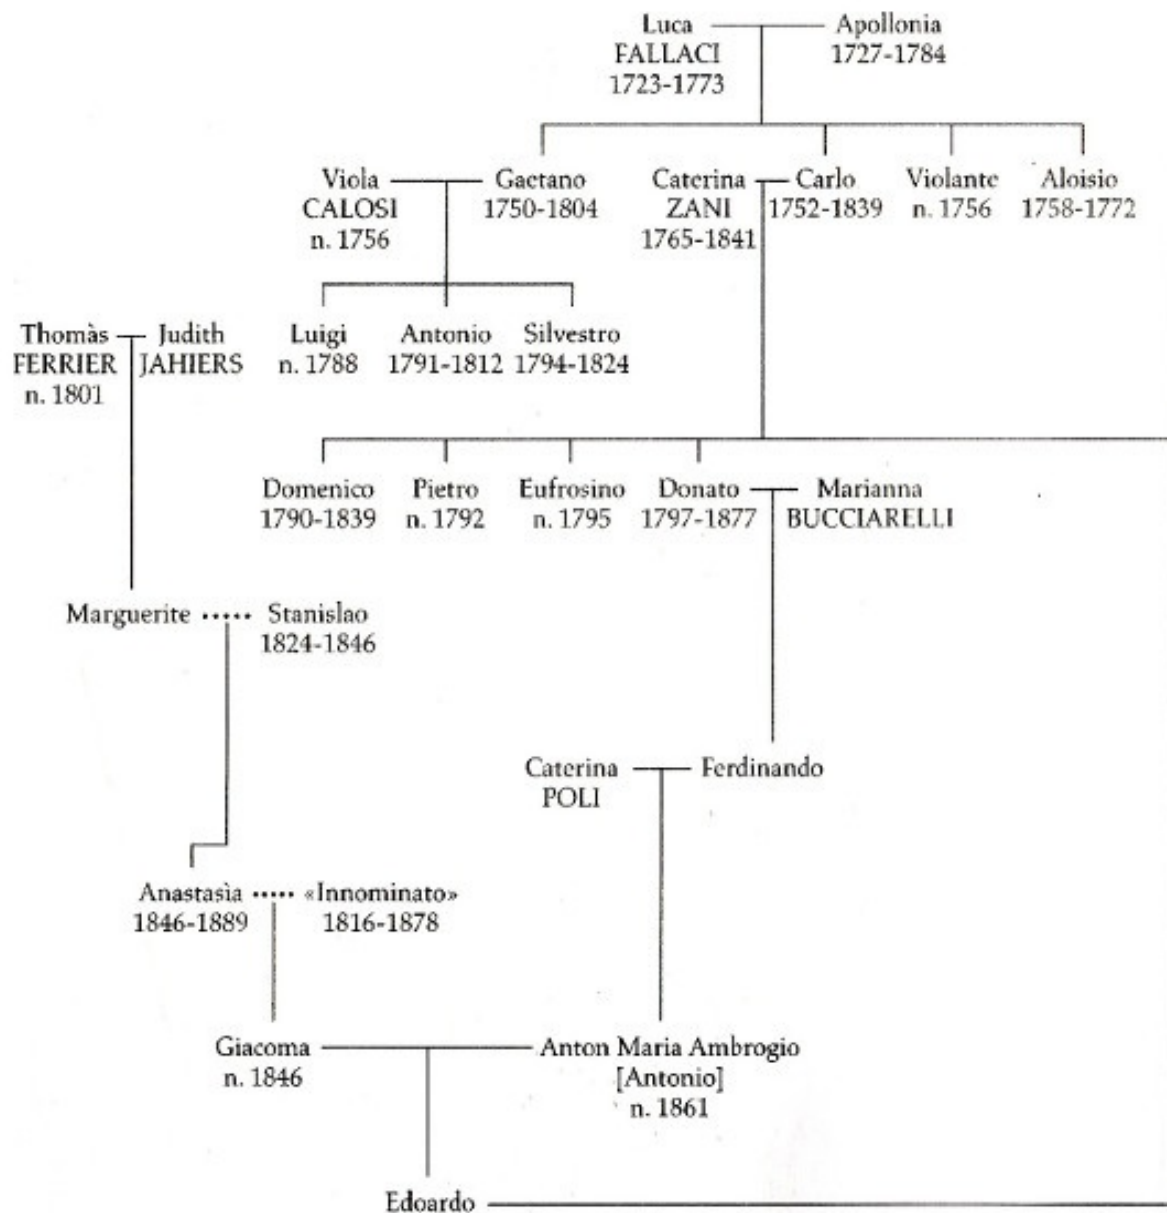 Luca
FALLACI
1723-1773
Apollonia
1727-1784
Viola
CALOSI
n. 1756
Gaetano
1750-1804
Caterina
ZANI
1765-1841
Carlo
1752-1839
Violante
n. 1756
Aloisio
1758-1772
Thomàs
FERRIER
n. 1801
Judith
JAHIERS
Luigi
n. 1788
Antonio
1791-1812
Silvestro
1794-1824
Domenico
1790-1839
Pietro
n. 1792
Eufrosino
n. 1795
Donato
1797-1877
Marianna
BUCCIARELLI
Marguerite
Stanislao
1824-1846
Caterina
POLI
Ferdinando
Anastasìa
1846-1889
«Innominato»
1816-1878
Giacoma
n. 1846
Anton Maria Ambrogio
[Antonio]
n. 1861
Edoardo